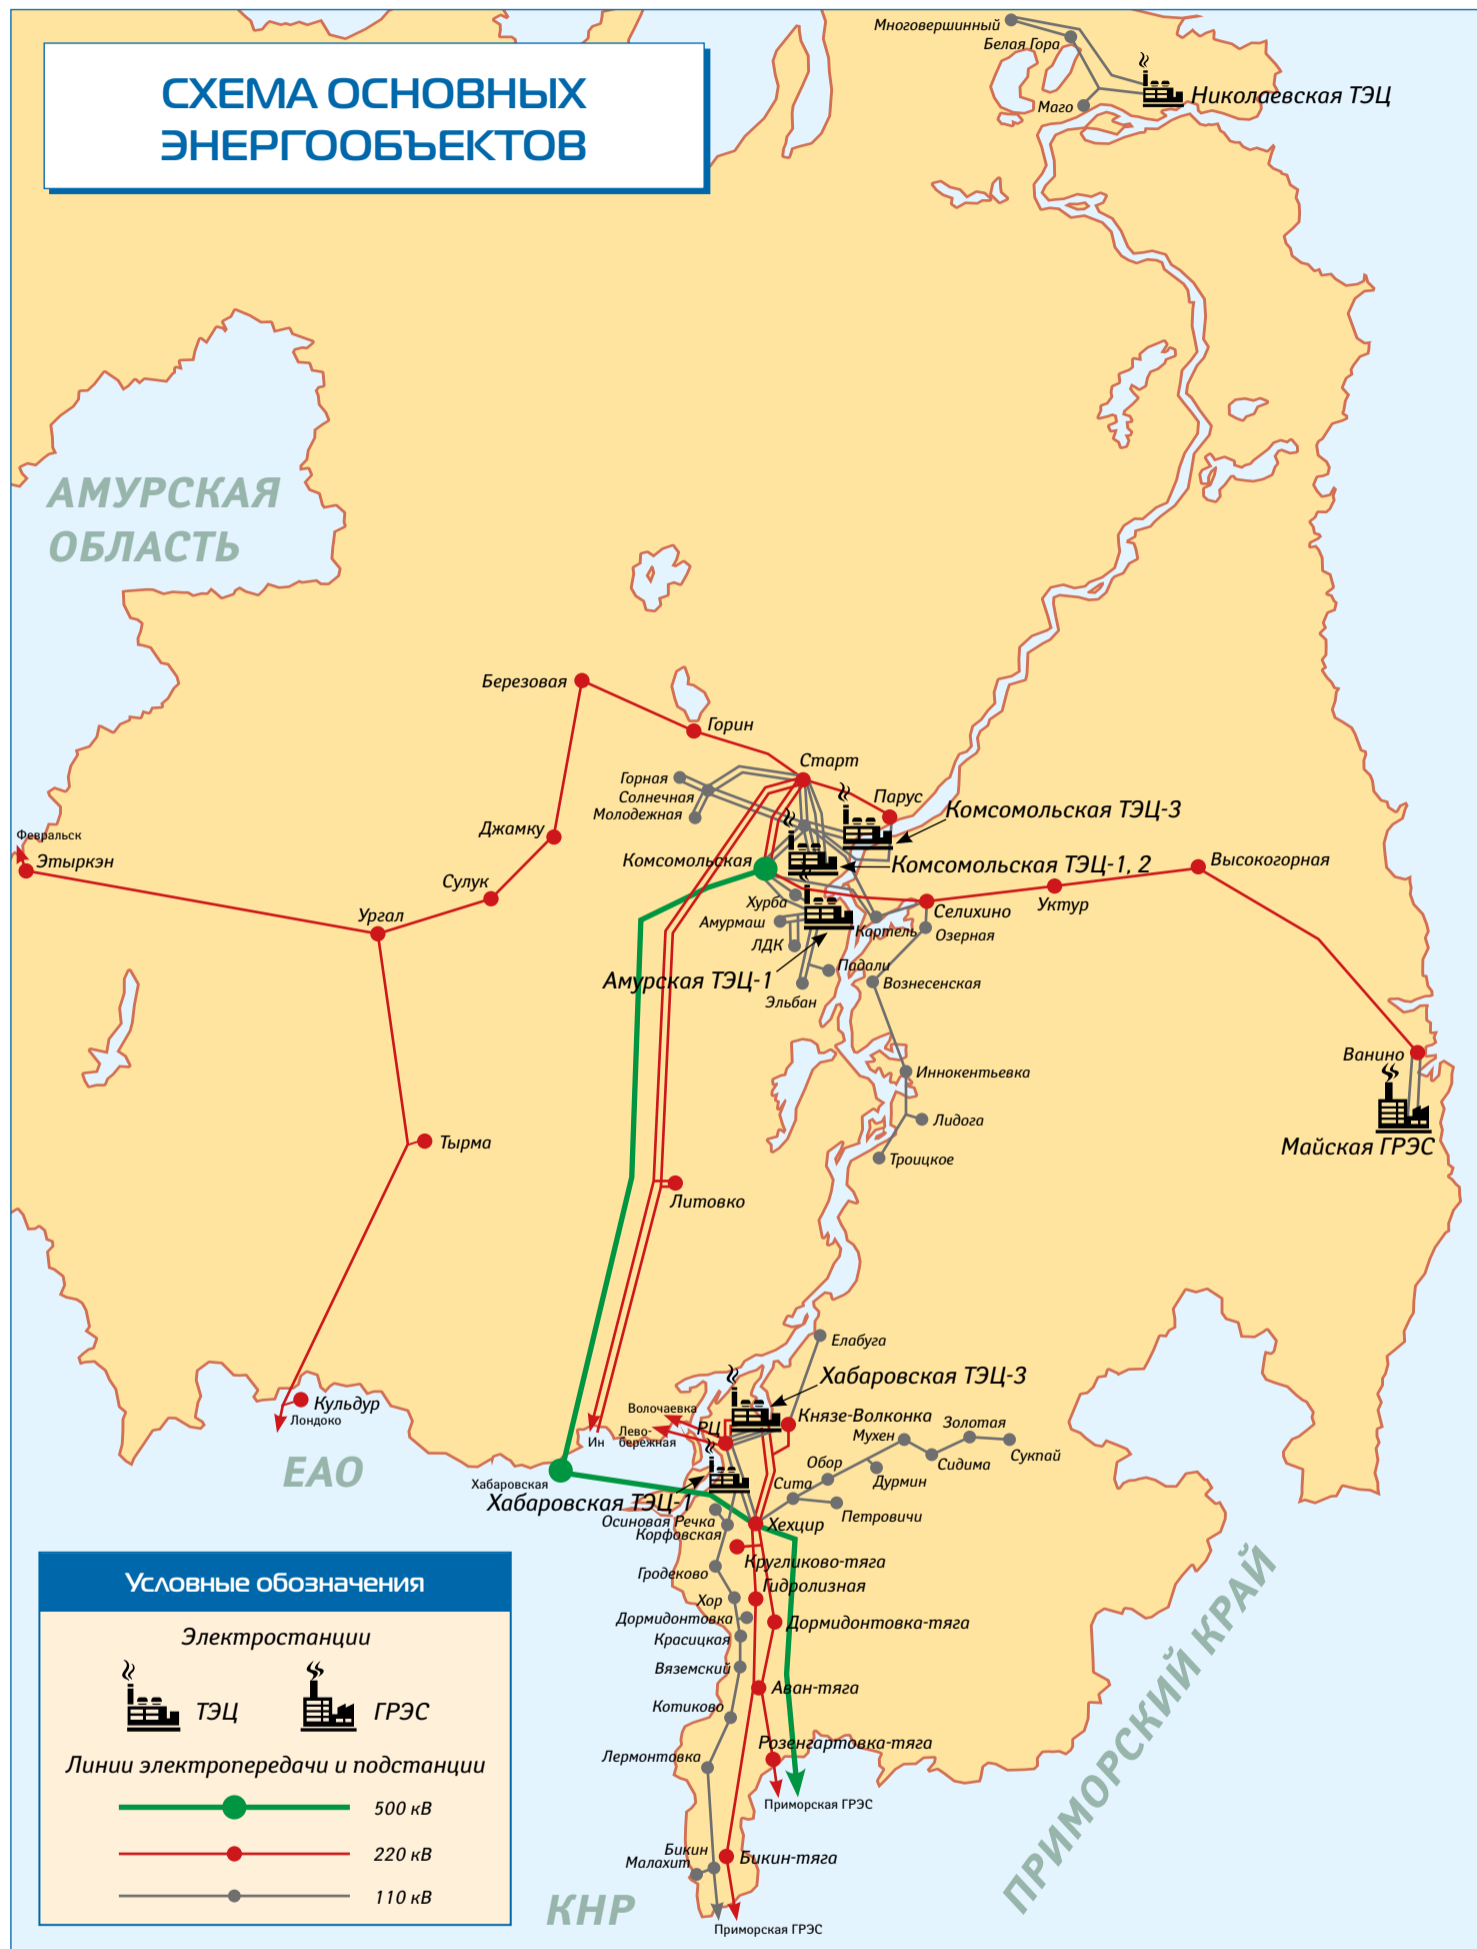 СХЕМА ОСНОВНЫХ
ЭНЕРГООБЪЕКТОВ
Многовершинный
Белая Гора
Маго
Николаевская ТЭЦ
АМУРСКАЯ
ОБЛАСТЬ
Березовая
Горин
Старт
Горная
Солнечная
Молодежная
Парус
Комсомольская ТЭЦ-3
Джамку
Февральск
Этыркэн
Комсомольская
Комсомольская ТЭЦ-1, 2
Высокогорная
Сулук
Ургал
Хурба
Амурмаш
ЛДК
Картель
Селихино
Уктур
Озерная
Падали
Амурская ТЭЦ-1
Эльбан
Вознесенская
Ванино
Иннокентьевка
Лидога
Майская ГРЭС
Тырма
Троицкое
Литовко
Елабуга
Хабаровская ТЭЦ-3
Кульдур
Лондоко
Волочаевка
Лево-
бережная
РЦ
Ин
Князе-Волконка
Золотая
Мухен
Сукпай
Сидима
Обор
Дурмин
ЕАО
Хабаровская
Хабаровская ТЭЦ-1
Сита
Петровичи
Осиновая Речка
Корфовская
Хехцир
Кругликово-тяга
Гродеково
Гидролизная
Хор
Дормидонтовка
Дормидонтовка-тяга
Красицкая
Вяземский
Аван-тяга
Котиково
Розенгартовка-тяга
Лермонтовка
Приморская ГРЭС
Бикин
Малахит
Бикин-тяга
Приморская ГРЭС
КНР
ПРИМОРСКИЙ КРАЙ
Условные обозначения
Электростанции
ТЭЦ
ГРЭС
Линии электропередачи и подстанции
500 кВ
220 кВ
110 кВ